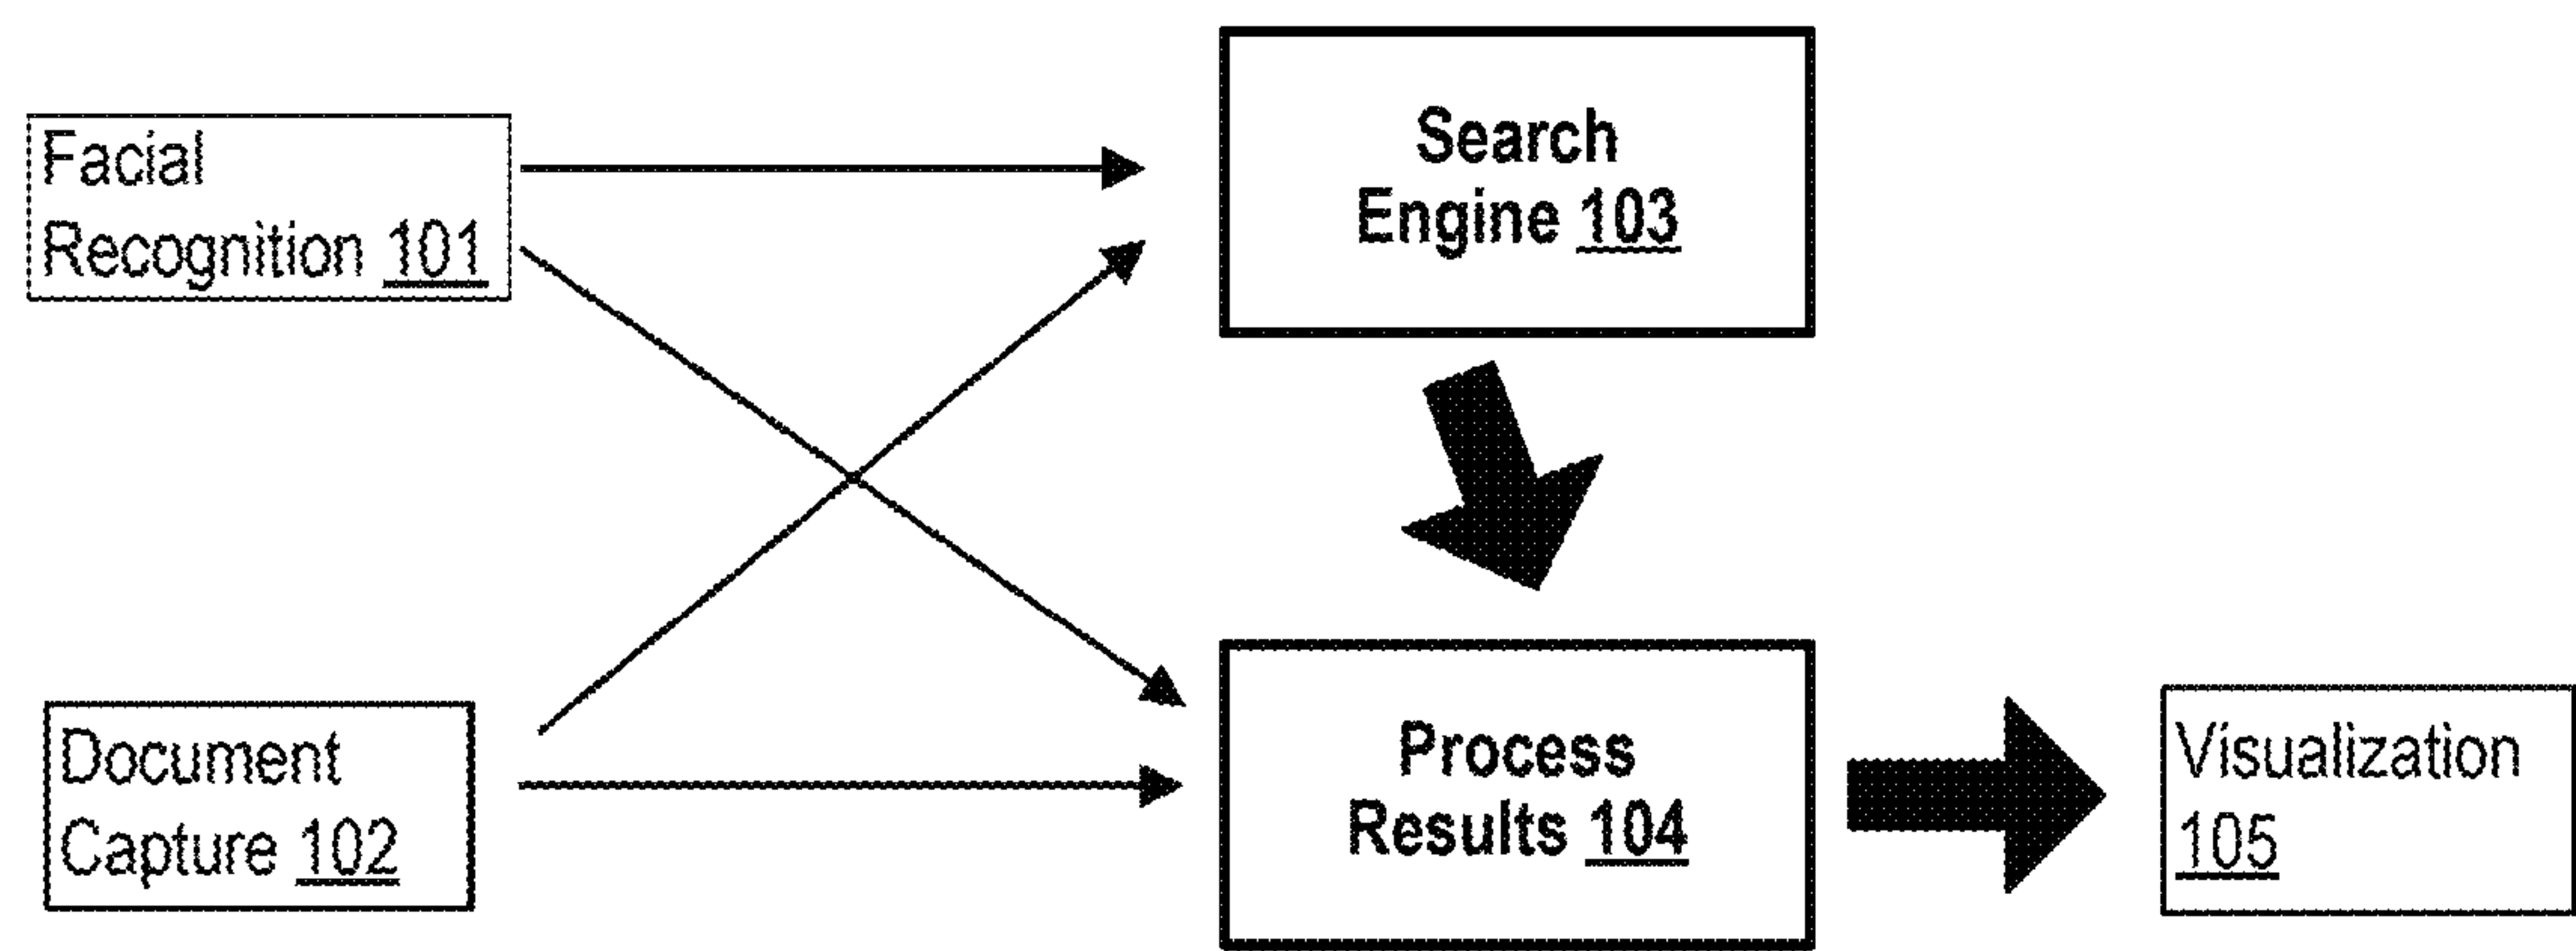 Facial
Recognition 101
Search
Engine 103
Document
Capture 102
Process
Results 104
Visualization
105